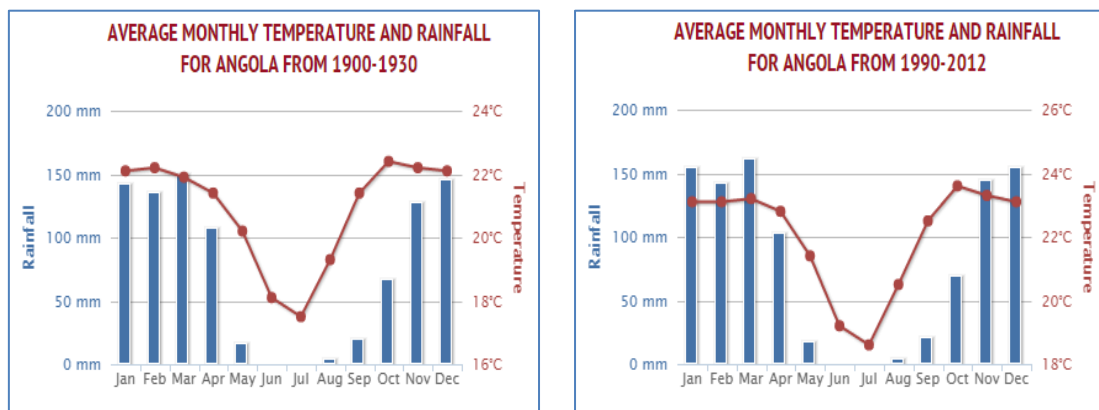 AVERAGE MONTHLY TEMPERATURE AND RAINFALL
FOR ANGOLA FROM 1900-1930
200 mm
150 mm
100 mm
50 mm
0 mm
Rainfall
24°C
22°C
20°C
18°C
16°C
Temperature
Jan Feb Mar Apr May Jun Jul Aug Sep Oct Nov Dec
AVERAGE MONTHLY TEMPERATURE AND RAINFALL
FOR ANGOLA FROM 1990-2012
200 mm
150 mm
100 mm
50 mm
0 mm
Rainfall
26°C
24°C
22°C
20°C
18°C
Temperature
Jan Feb Mar Apr May Jun Jul Aug Sep Oct Nov Dec